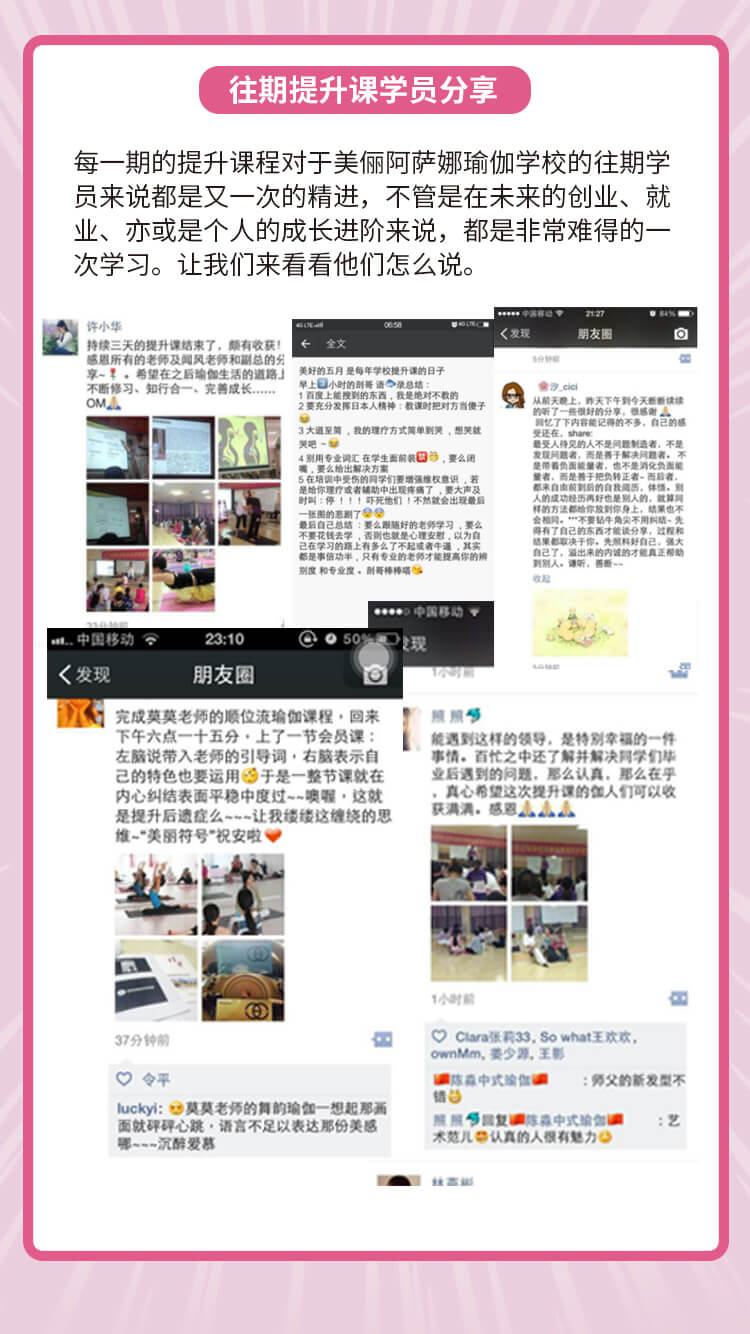 往期提升课学员分享
每一期的提升课程对于美俪阿萨娜瑜伽学校的往期学
员来说都是又一次的精进，不管是在未来的创业、就
业、亦或是个人的成长进阶来说，都是非常难得的一
次学习。让我们来看看他们怎么说。
许小华
持续三天的提升课结束了，颇有收获！
感恩所有的老师及闻风老师和副总的分
享~🌹。希望在之后瑜伽生活的道路上
不断修习、知行合一、完善成长……
OM🙏
06:58
全文
美好的五月 是每年学校提升课的日子
1 百度上能搜到的东西，我是绝对不教的
2 要充分发挥日本人精神：教课时把对方当傻子
3 大道至简，我的理疗方式简单到哭，想哭就
哭吧 ~
4 别用专业词汇 在学生面前装🈲，要么闭
嘴，要么给出解决方案
5 在培训中受伤的同学们要增强维权意识，若
是给你理疗或者辅助中出现疼痛了，要大声及
时叫：停！！！吓死他们！不然就会出现最后
一张图的悲剧了😨😨
最后自己总结：要么跟随好的老师学习，要么
不要花钱去学，否则也就是心理安慰，以为自
己在学习的路上有多么了不起或者牛逼，其实
都是事倍功半，只有专业的老师才能提高你的辨
别度 和专业度。剖哥棒棒嗒😘
中国移动 21:27 84%
发现 朋友圈
5分钟前
🌸汐_cici
从前天晚上，昨天下午到今天断断续续
的听了一些很好的分享，很感谢🙏
回忆了下内容能记得的不多，自己的感
受还在，share:
最受人待见的人不是问题制造者，不是
发现问题者，而是善于解决问题者。不
是带着负面能量者，也不是消化负面能
量者，而是善于把负转正者~ 而后者，
都来自由前到后的自我阅历，体悟。别
人的成功经历再好也是别人的，就算同
样的方法都给你放到你身上，结果也不
会相同。***不要钻牛角尖不用纠结~ 先
得有了自己的东西才能谈分享，过程和
结果都取决于你。先照料好自己，强大
自己了，溢出来的内诚的才能真正帮助
到别人。谦听，善断~~
收起
中国移动
发现
1小时前
中国移动 23:10 50%
发现 朋友圈
完成莫莫老师的顺位流瑜伽课程，回来
下午六点一十五分，上了一节会员课：
左脑说带入老师的引导词，右脑表示自
己的特色也要运用😏于是一整节课就在
内心纠结表面平稳中度过~~噢喔，这就
是提升后遗症么~~~让我缕缕这缠绕的思
维~“美丽符号”祝安啦❤
37分钟前
令平
luckyi: 😏莫莫老师的舞韵瑜伽一想起那画
面就砰砰心跳，语言不足以表达那份美感
哪~~~沉醉爱慕
照 照🐬
能遇到这样的领导，是特别幸福的一件
事情。百忙之中还了解并解决同学们毕
业后遇到的问题，那么认真，那么在乎
，真心希望这次提升课的伽人们可以收
获满满。感恩🙏🙏🙏
1小时前
Clara张莉33, So what王欢欢,
ownMm, 姜少源, 王彰
🇨🇳陈淼中式瑜伽🇨🇳：师父的新发型不
错
照 照🐬回复🇨🇳陈淼中式瑜伽🇨🇳：艺
术范儿😍认真的人很有魅力😊